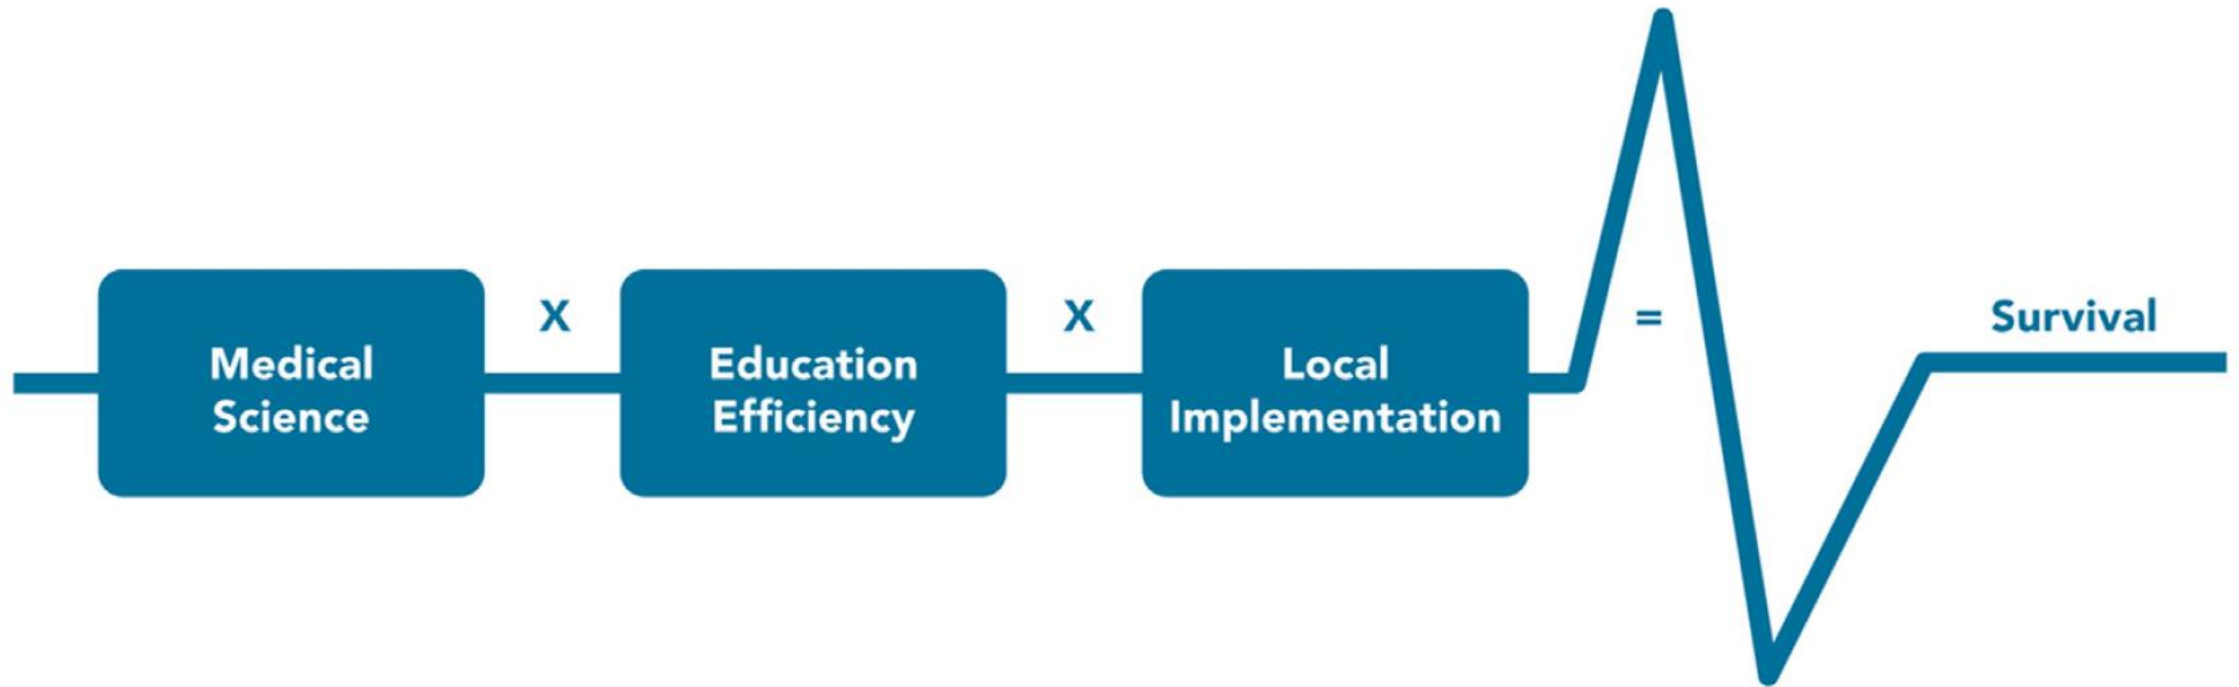 Medical
Science
X
Education
Efficiency
X
Local
Implementation
=
Survival